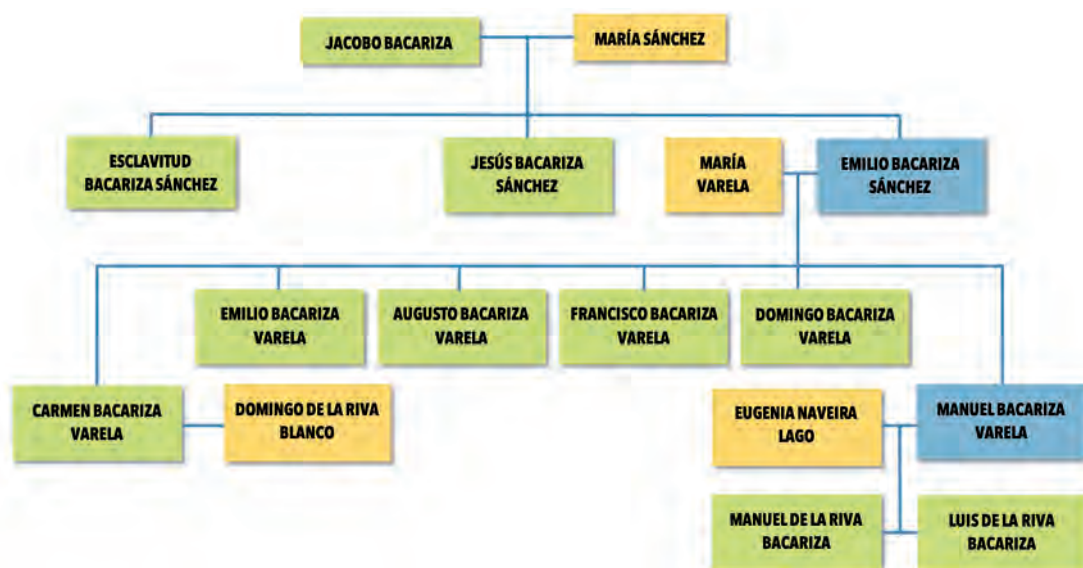 JACOBO BACARIZA
MARÍA SÁNCHEZ
ESCLAVITUD
BACARIZA SÁNCHEZ
JESÚS BACARIZA
SÁNCHEZ
MARÍA
VARELA
EMILIO BACARIZA
SÁNCHEZ
EMILIO BACARIZA
VARELA
AUGUSTO BACARIZA
VARELA
FRANCISCO BACARIZA
VARELA
DOMINGO BACARIZA
VARELA
CARMEN BACARIZA
VARELA
DOMINGO DE LA RIVA
BLANCO
EUGENIA NAVEIRA
LAGO
MANUEL BACARIZA
VARELA
MANUEL DE LA RIVA
BACARIZA
LUIS DE LA RIVA
BACARIZA